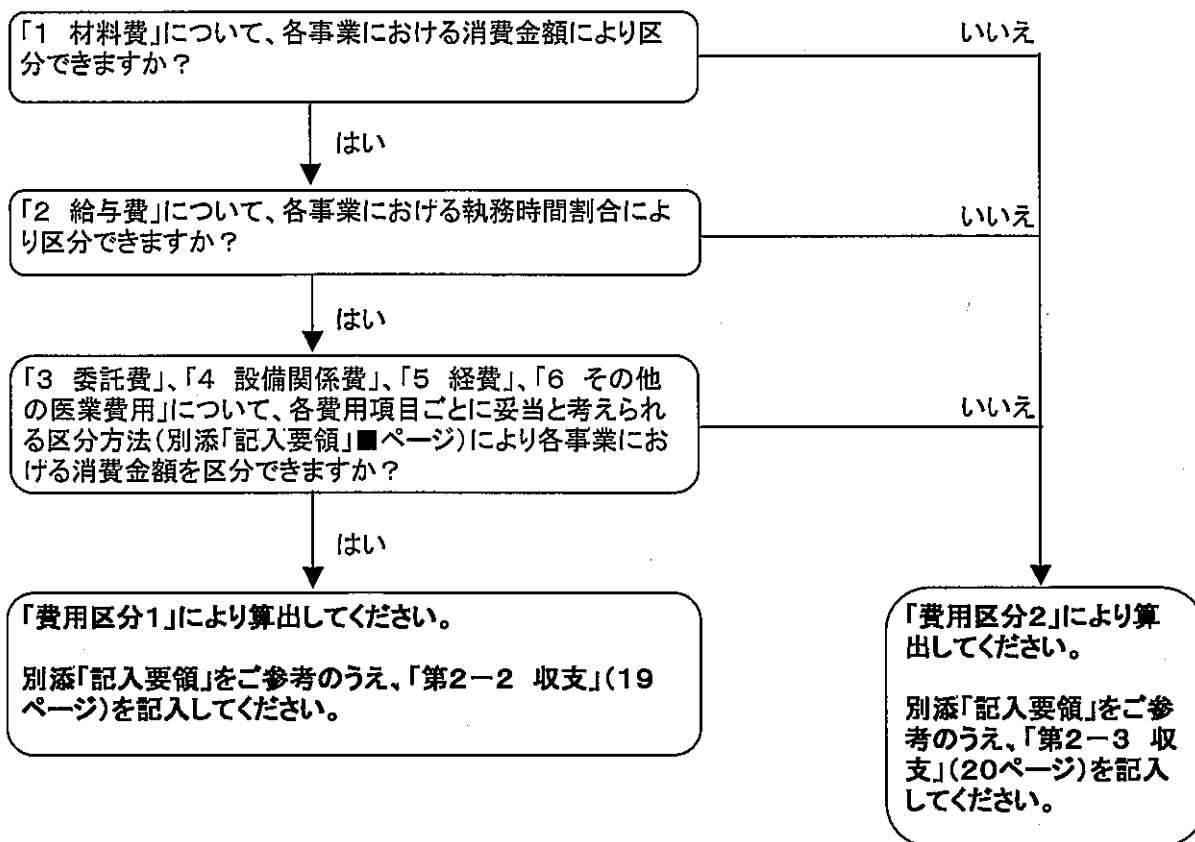 「1　材料費」について、各事業における消費金額により区
分できますか？
いいえ
はい
「2　給与費」について、各事業における執務時間割合によ
り区分できますか？
いいえ
はい
「3　委託費」、「4　設備関係費」、「5　経費」、「6　その他
の医業費用」について、各費用項目ごとに妥当と考えられ
る区分方法（別添「記入要領」■ページ）により各事業にお
ける消費金額を区分できますか？
いいえ
はい
「費用区分1」により算出してください。
別添「記入要領」をご参考のうえ、「第2－2　収支」（19
ページ）を記入してください。
「費用区分2」により算
出してください。
別添「記入要領」をご参
考のうえ、「第2－3　収
支」（20ページ）を記入
してください。